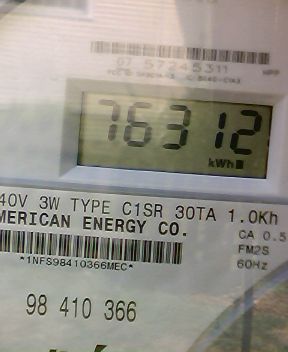 07 57245311
76312
kWh
40V 3W TYPE C1SR 30TA 1.0Kh
MERICAN ENERGY CO.
CA 0.5
FM2S
*1NFS98410366MEC*
60Hz
98 410 366